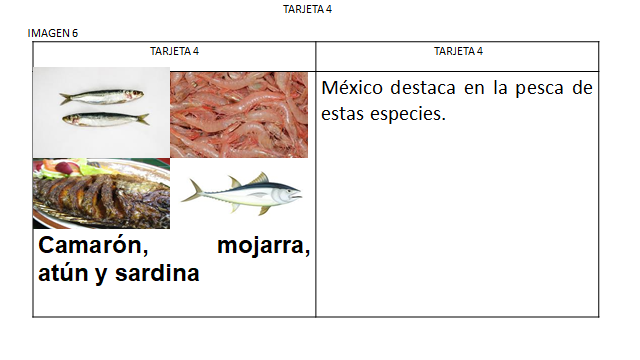 TARJETA 4
IMAGEN 6
TARJETA 4
TARJETA 4
Camarón, mojarra,
atún y sardina
México destaca en la pesca de
estas especies.